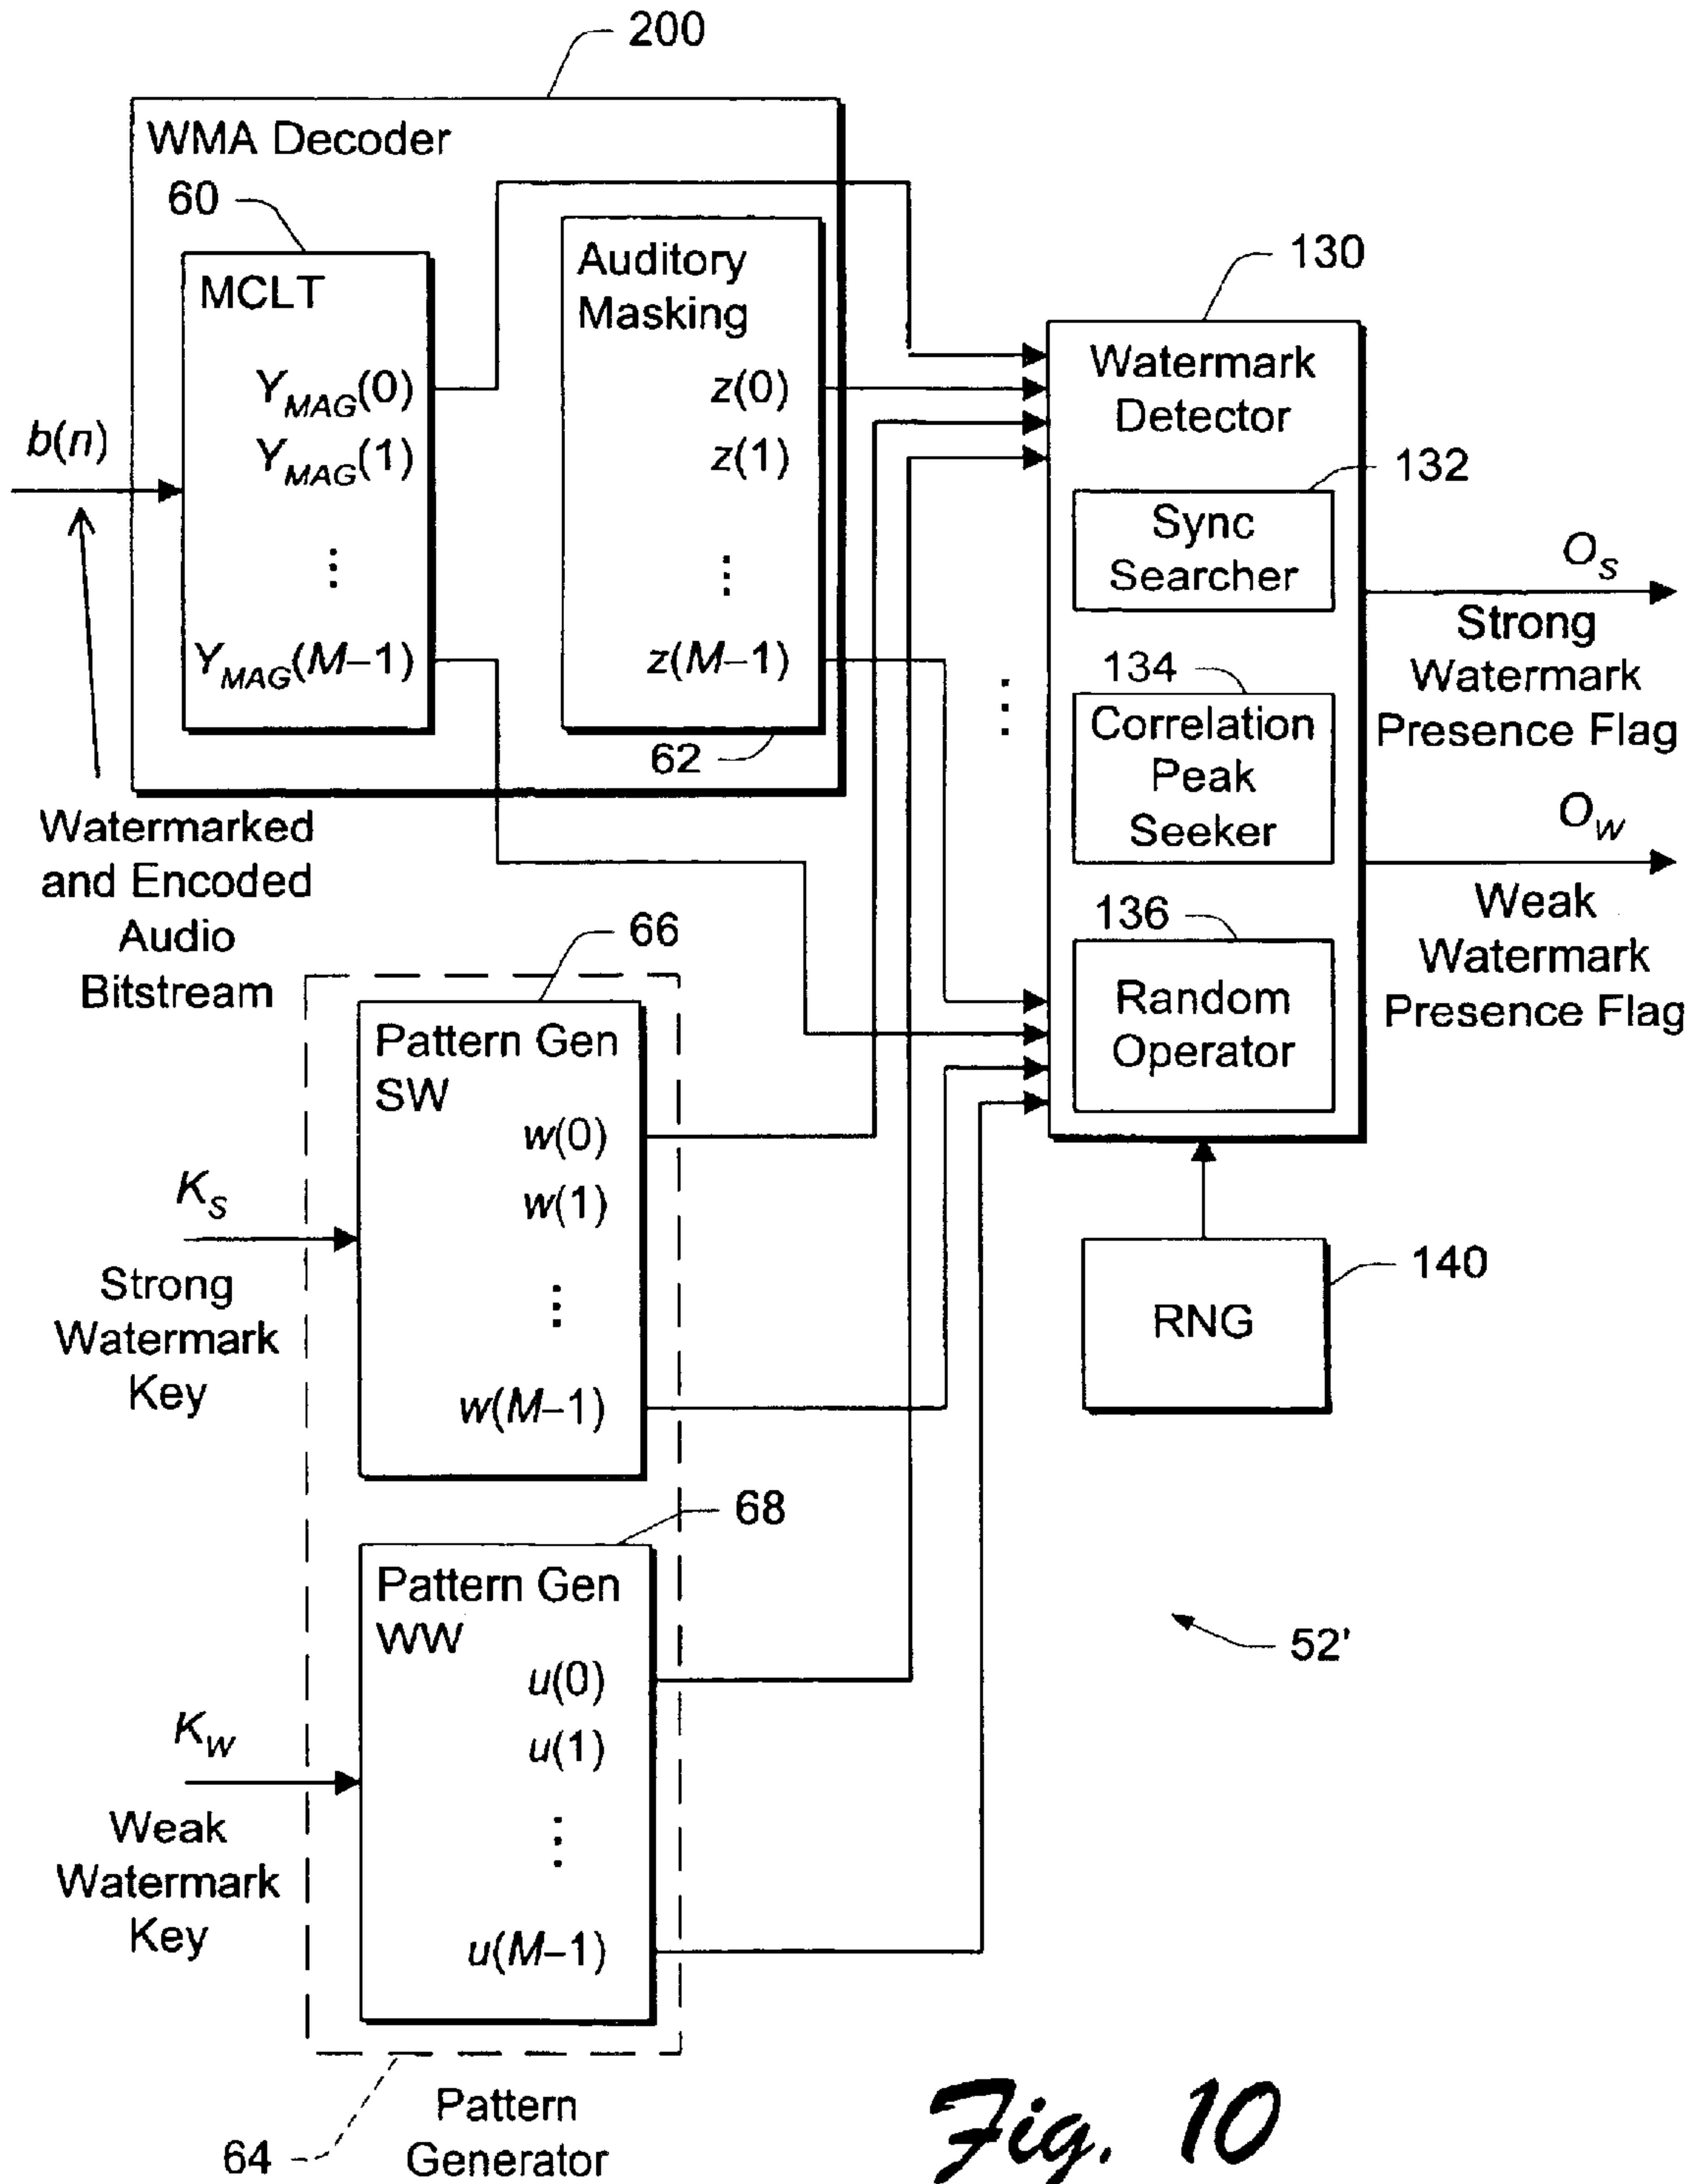 200
WMA Decoder
60
MCLT
Y_MAG(0)
Y_MAG(1)
⋮
Y_MAG(M–1)
Auditory
Masking
z(0)
z(1)
⋮
z(M–1)
62
b(n)
Watermarked
and Encoded
Audio
Bitstream
130
Watermark
Detector
132
Sync
Searcher
134
Correlation
Peak
Seeker
136
Random
Operator
⋮
O_S
Strong
Watermark
Presence Flag
O_W
Weak
Watermark
Presence Flag
140
RNG
66
Pattern Gen
SW
w(0)
w(1)
⋮
w(M–1)
K_S
Strong
Watermark
Key
68
Pattern Gen
WW
u(0)
u(1)
⋮
u(M–1)
K_W
Weak
Watermark
Key
52'
64
Pattern
Generator
Fig. 10